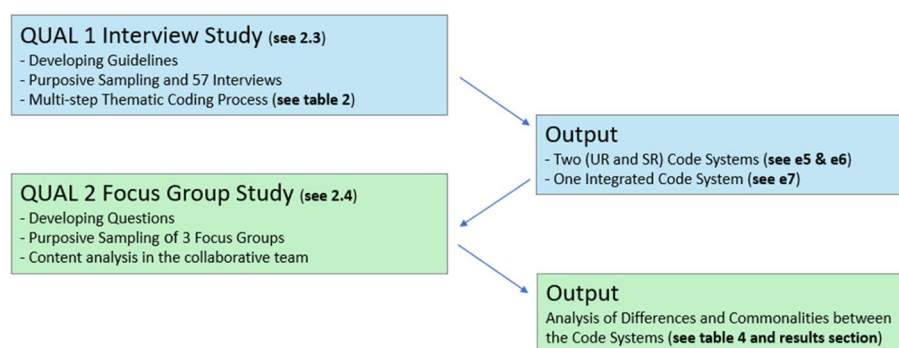 QUAL 1 Interview Study (see 2.3)
- Developing Guidelines
- Purposive Sampling and 57 Interviews
- Multi-step Thematic Coding Process (see table 2)
Output
- Two (UR and SR) Code Systems (see e5 & e6)
- One Integrated Code System (see e7)
QUAL 2 Focus Group Study (see 2.4)
- Developing Questions
- Purposive Sampling of 3 Focus Groups
- Content analysis in the collaborative team
Output
Analysis of Differences and Commonalities between
the Code Systems (see table 4 and results section)